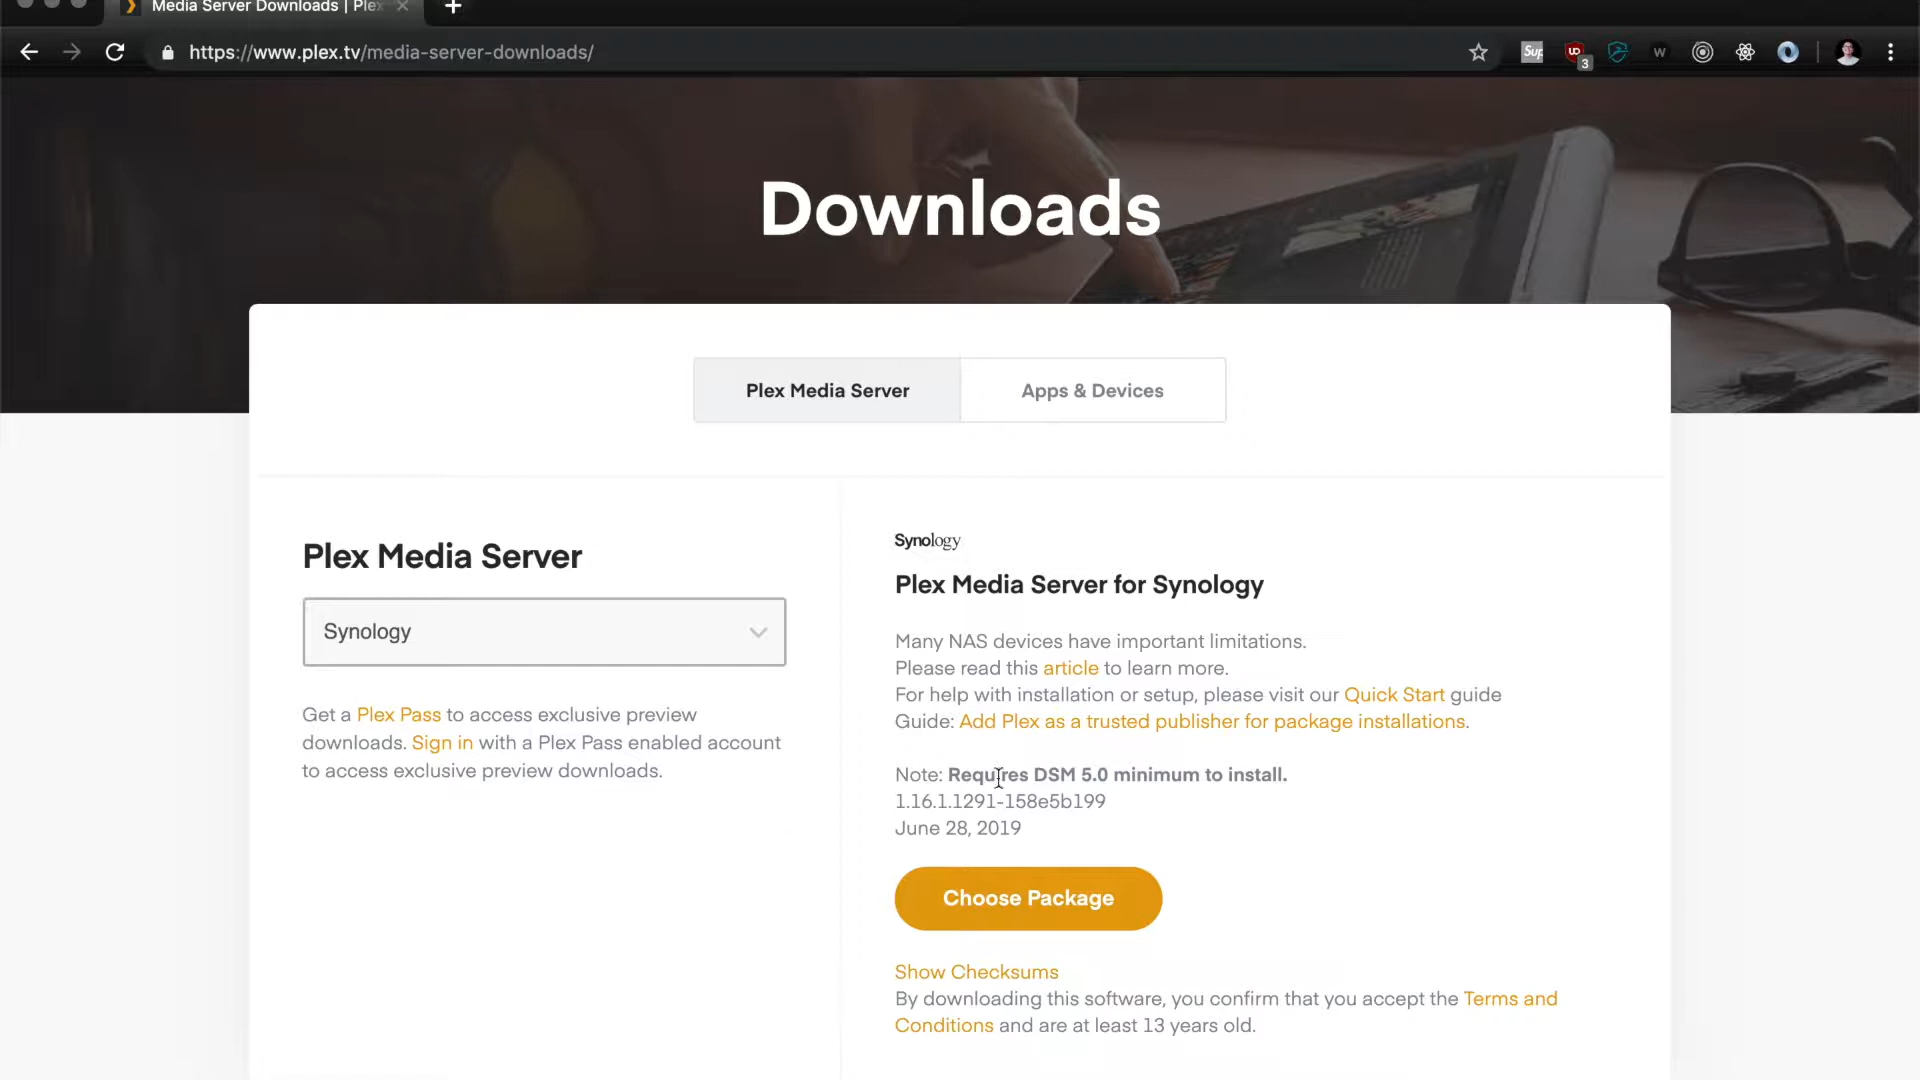 Media Server Downloads | Plex
https://www.plex.tv/media-server-downloads/
Sup
UD
3
W
Downloads
Plex Media Server
Apps & Devices
Plex Media Server
Synology
Get a Plex Pass to access exclusive preview
downloads. Sign in with a Plex Pass enabled account
to access exclusive preview downloads.
Synology
Plex Media Server for Synology
Many NAS devices have important limitations.
Please read this article to learn more.
For help with installation or setup, please visit our Quick Start guide
Guide: Add Plex as a trusted publisher for package installations.
Note: Requires DSM 5.0 minimum to install.
1.16.1.1291-158e5b199
June 28, 2019
Choose Package
Show Checksums
By downloading this software, you confirm that you accept the Terms and
Conditions and are at least 13 years old.